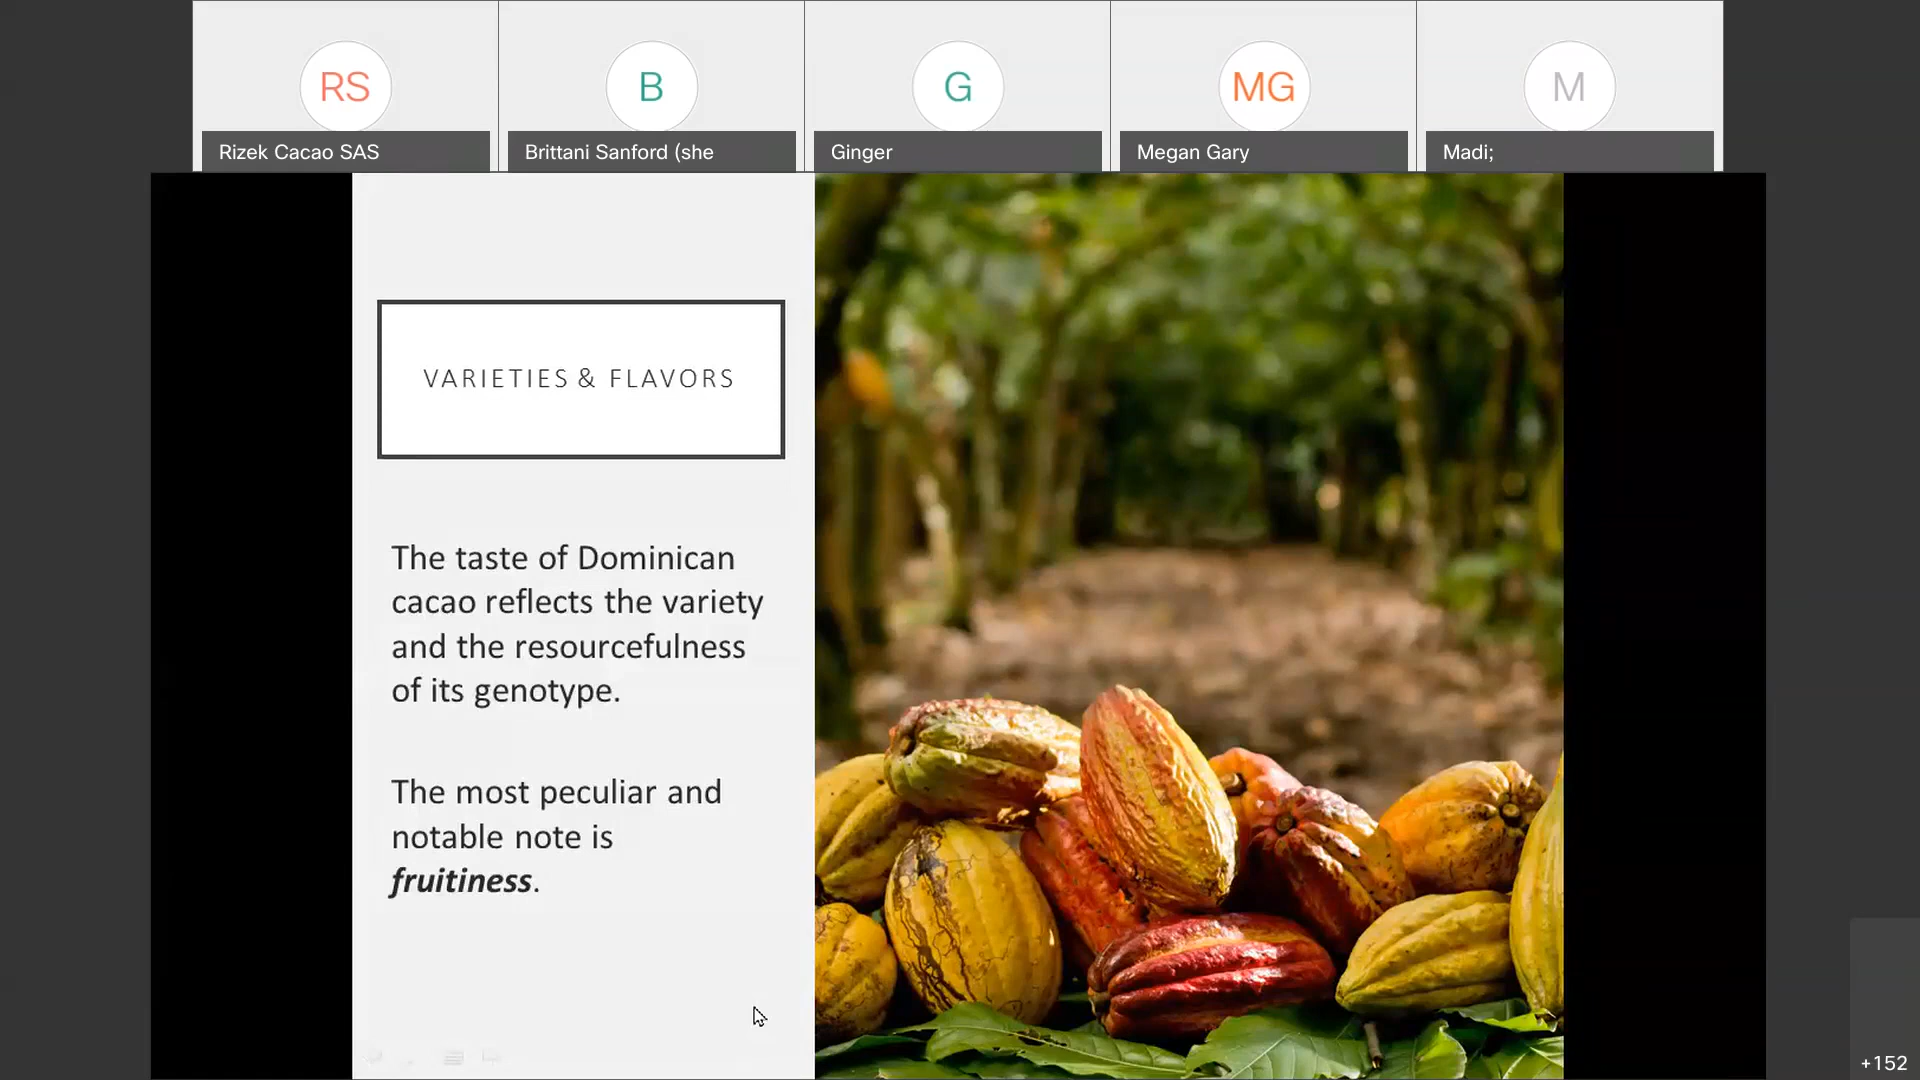 RS
B
G
MG
M
Rizek Cacao SAS
Brittani Sanford (she
Ginger
Megan Gary
Madi;
VARIETIES & FLAVORS
The taste of Dominican
cacao reflects the variety
and the resourcefulness
of its genotype.
The most peculiar and
notable note is
fruitiness.
+152